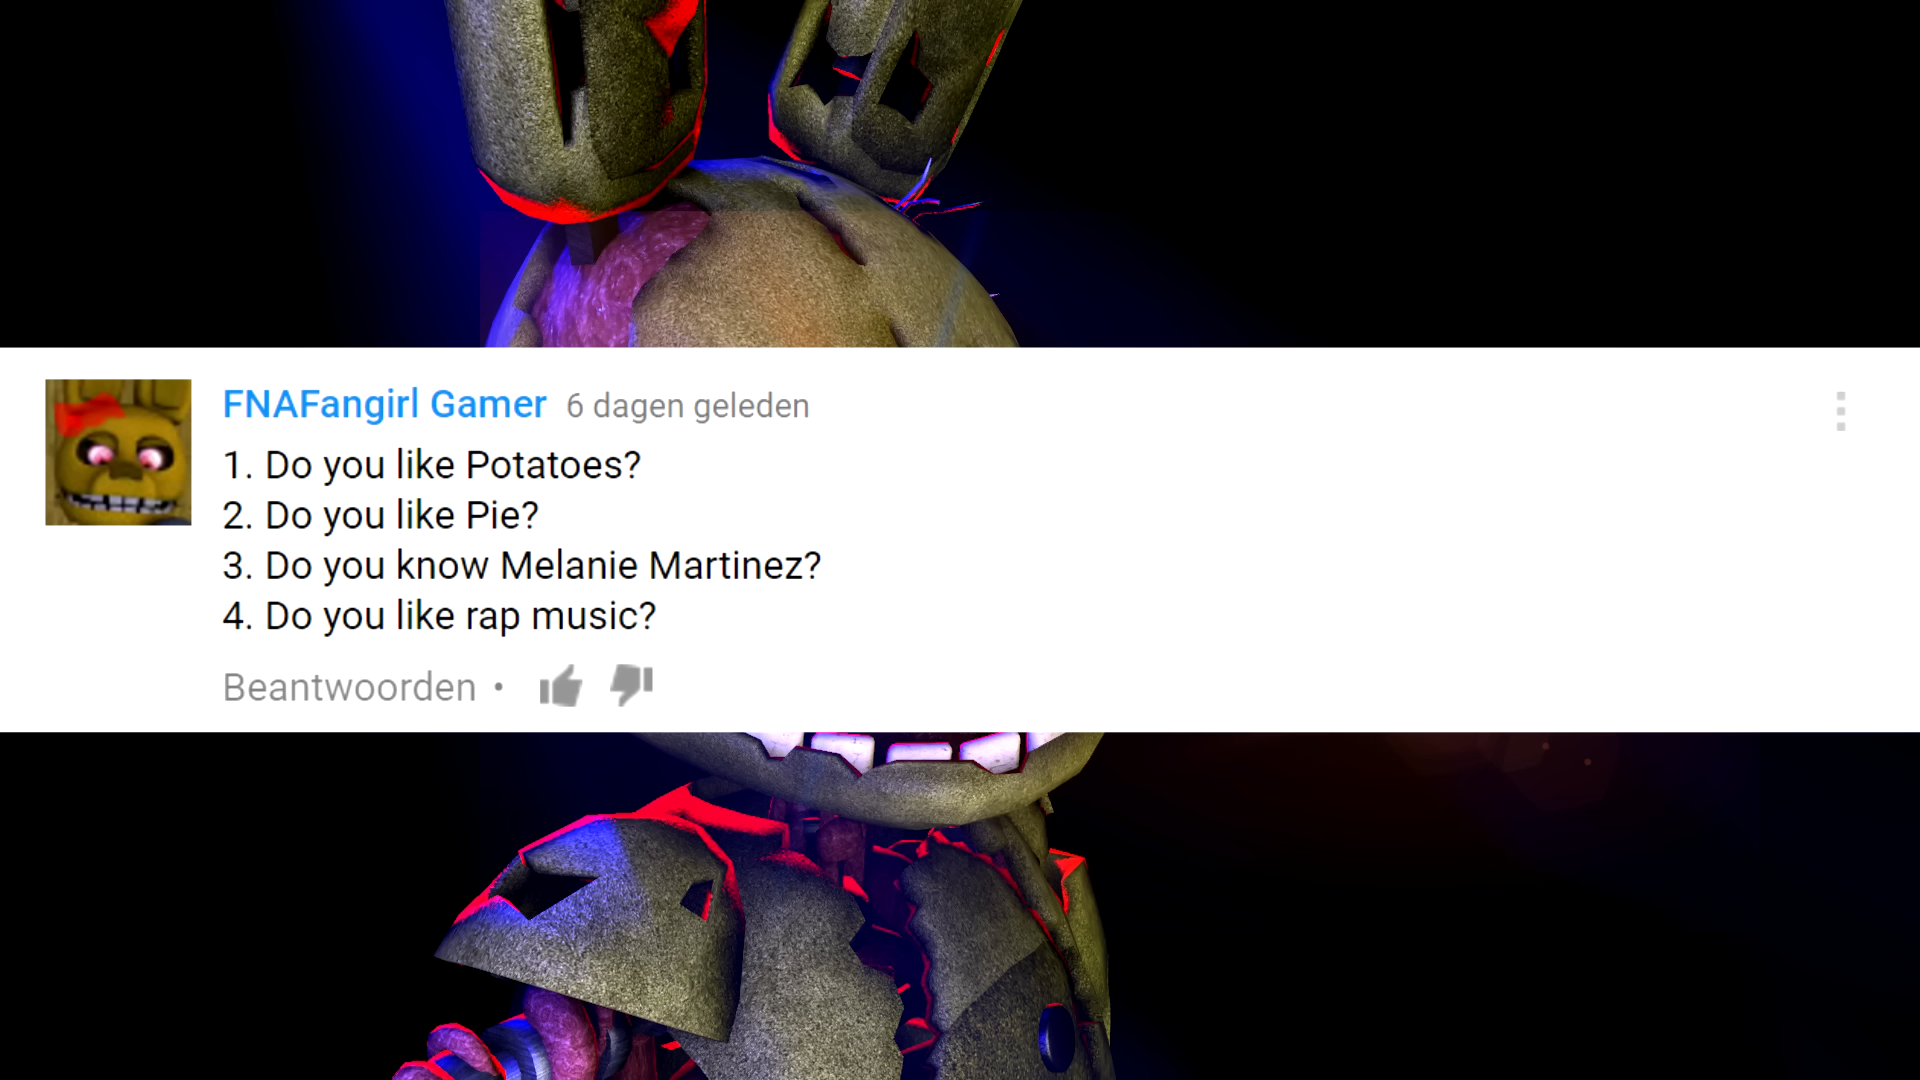 FNAFangirl Gamer 6 dagen geleden
1. Do you like Potatoes?
2. Do you like Pie?
3. Do you know Melanie Martinez?
4. Do you like rap music?
Beantwoorden •